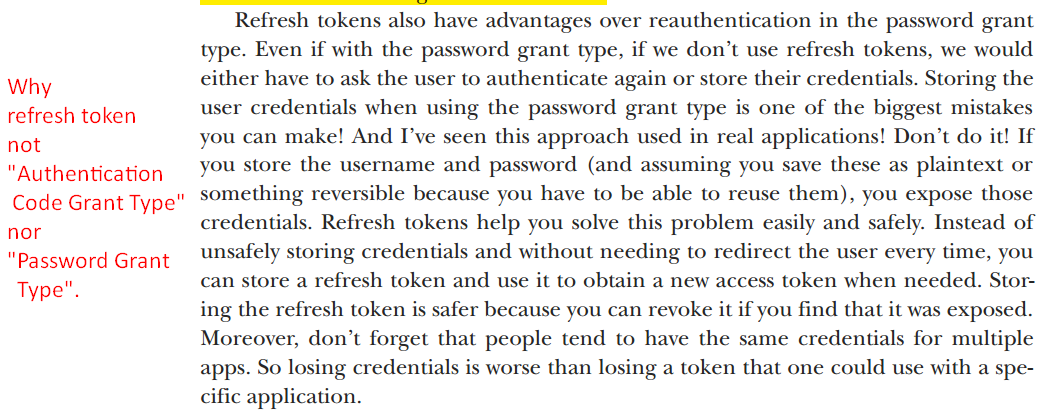 Refresh tokens also have advantages over reauthentication in the password grant
type. Even if with the password grant type, if we don't use refresh tokens, we would
either have to ask the user to authenticate again or store their credentials. Storing the
user credentials when using the password grant type is one of the biggest mistakes
you can make! And I've seen this approach used in real applications! Don't do it! If
you store the username and password (and assuming you save these as plaintext or
something reversible because you have to be able to reuse them), you expose those
credentials. Refresh tokens help you solve this problem easily and safely. Instead of
unsafely storing credentials and without needing to redirect the user every time, you
can store a refresh token and use it to obtain a new access token when needed. Stor-
ing the refresh token is safer because you can revoke it if you find that it was exposed.
Moreover, don't forget that people tend to have the same credentials for multiple
apps. So losing credentials is worse than losing a token that one could use with a spe-
cific application.
Why
refresh token
not
"Authentication
Code Grant Type"
nor
"Password Grant
Type".